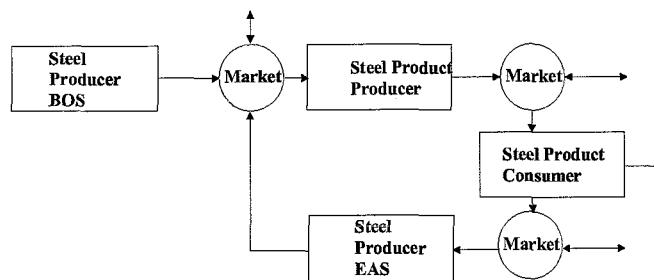 Steel
Producer
BOS
Market
Steel Product
Producer
Market
Steel Product
Consumer
Steel
Producer
EAS
Market